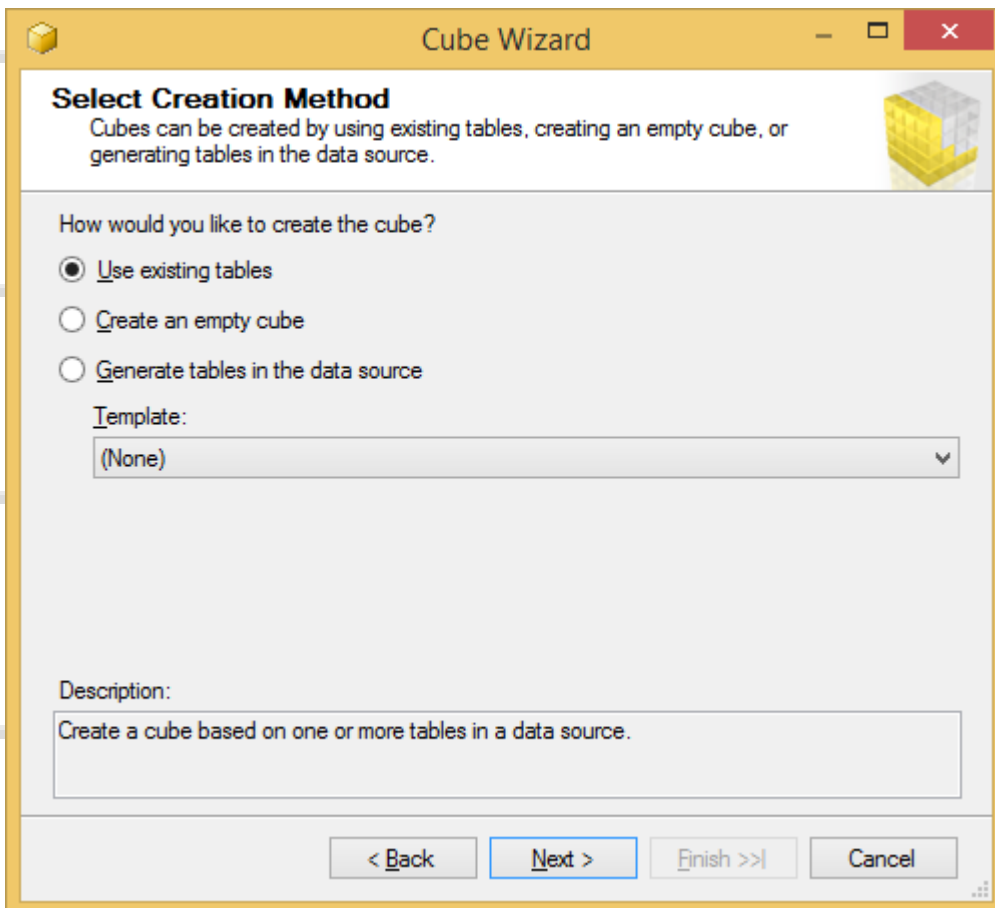 Cube Wizard
Select Creation Method
Cubes can be created by using existing tables, creating an empty cube, or
generating tables in the data source.
How would you like to create the cube?
Use existing tables
Create an empty cube
Generate tables in the data source
Template:
(None)
Description:
Create a cube based on one or more tables in a data source.
< Back Next > Finish >>| Cancel